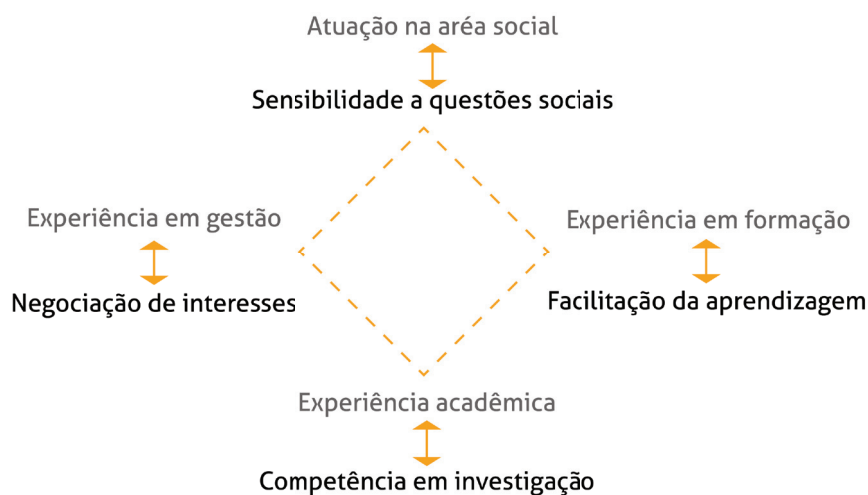 Atuação na aréa social
Sensibilidade a questões sociais
Experiência em gestão
Negociação de interesses
Experiência em formação
Facilitação da aprendizagem
Experiência acadêmica
Competência em investigação